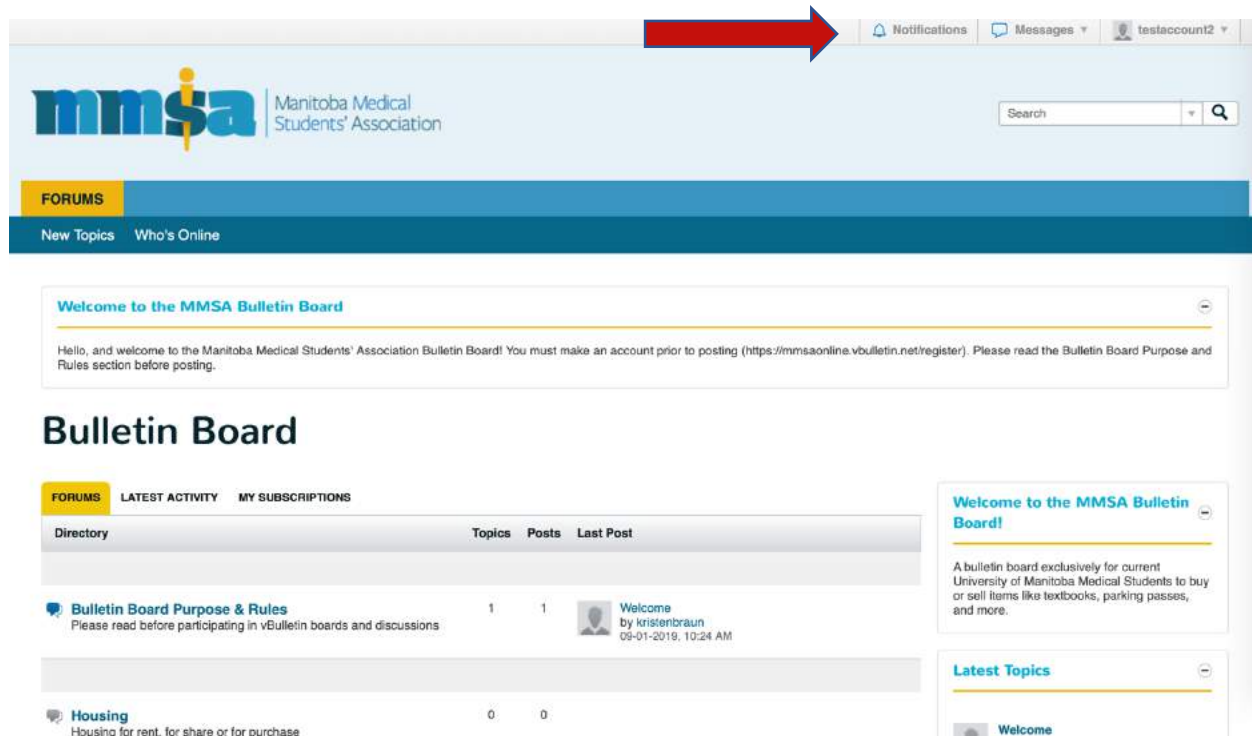 Notifications Messages testaccount2
mmsa
Manitoba Medical
Students' Association
Search
FORUMS
New Topics Who's Online
Welcome to the MMSA Bulletin Board
Hello, and welcome to the Manitoba Medical Students' Association Bulletin Board! You must make an account prior to posting (https://mmsaonline.vbulletin.net/register). Please read the Bulletin Board Purpose and
Rules section before posting.
Bulletin Board
FORUMS LATEST ACTIVITY MY SUBSCRIPTIONS
Directory Topics Posts Last Post
Bulletin Board Purpose & Rules 1 1 Welcome
Please read before participating in vBulletin boards and discussions by kristenbraun
09-01-2019, 10:24 AM
Housing 0 0
Housing for rent, for share or for purchase
Welcome to the MMSA Bulletin
Board!
A bulletin board exclusively for current
University of Manitoba Medical Students to buy
or sell items like textbooks, parking passes,
and more.
Latest Topics
Welcome